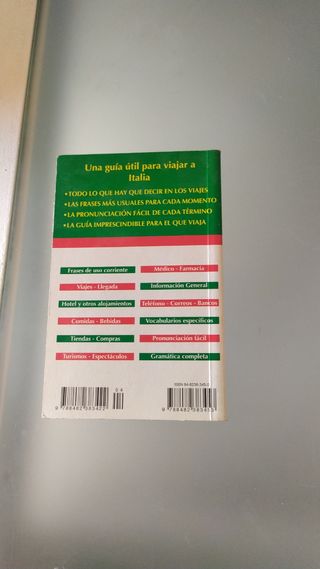 Una guía útil para viajar a
Italia
• TODO LO QUE HAY QUE DECIR EN LOS VIAJES
• LAS FRASES MÁS USUALES PARA CADA MOMENTO
• LA PRONUNCIACIÓN FÁCIL DE CADA TÉRMINO
• LA GUÍA IMPRESCINDIBLE PARA EL QUE VIAJA
Frases de uso corriente
Viajes - Llegada
Hotel y otros alojamientos
Comidas - Bebidas
Tiendas - Compras
Turismos - Espectáculos
Médico - Farmacia
Información General
Teléfono - Correos - Bancos
Vocabularios específicos
Pronunciación fácil
Gramática completa
04